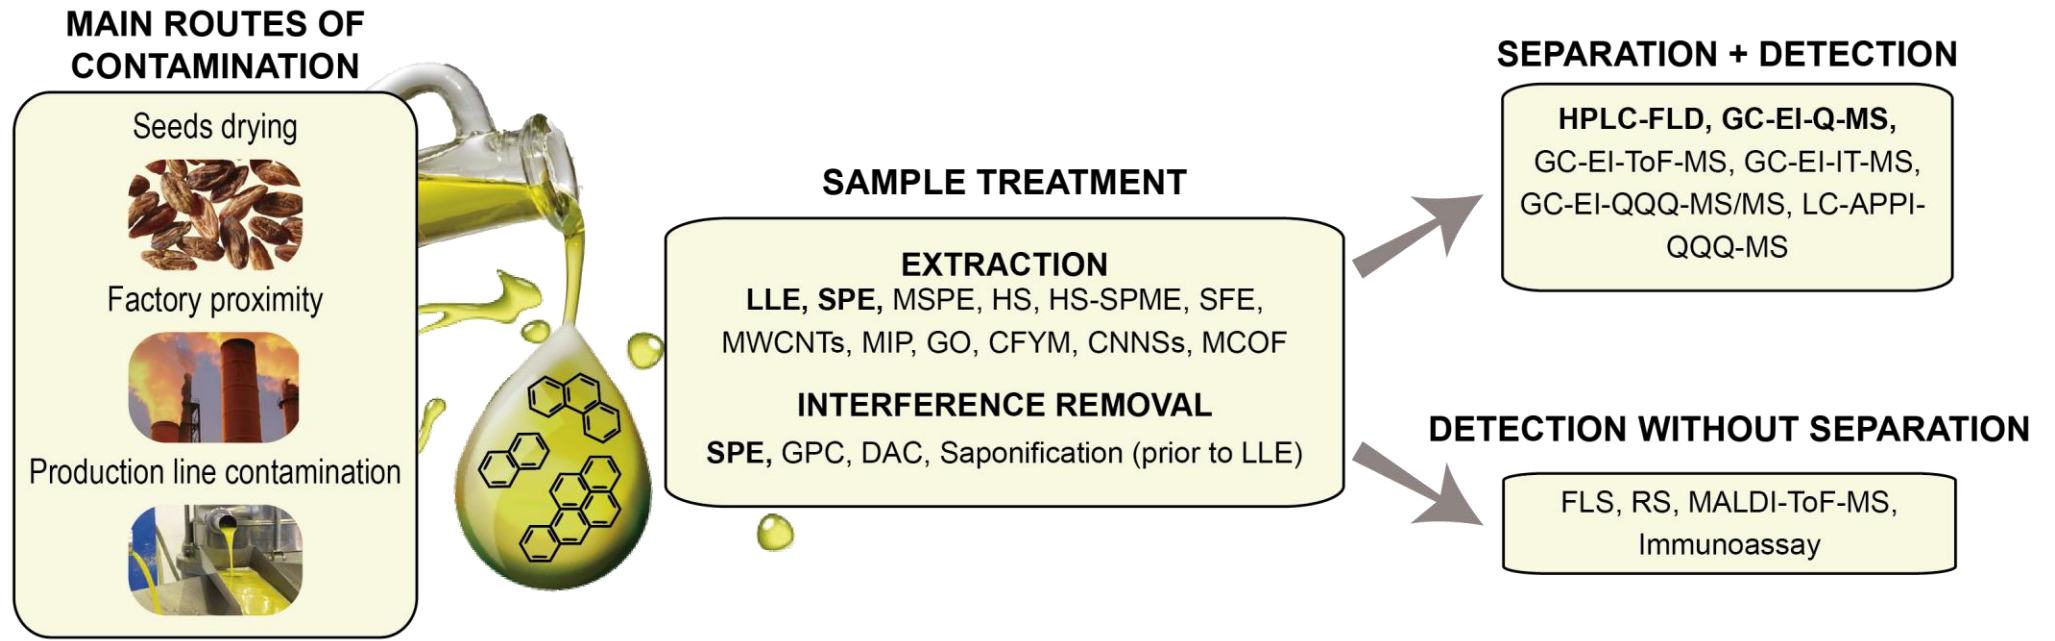 MAIN ROUTES OF
CONTAMINATION
Seeds drying
Factory proximity
Production line contamination
SAMPLE TREATMENT
EXTRACTION
LLE, SPE, MSPE, HS, HS-SPME, SFE,
MWCNTs, MIP, GO, CFYM, CNNSs, MCOF
INTERFERENCE REMOVAL
SPE, GPC, DAC, Saponification (prior to LLE)
SEPARATION + DETECTION
HPLC-FLD, GC-EI-Q-MS,
GC-EI-ToF-MS, GC-EI-IT-MS,
GC-EI-QQQ-MS/MS, LC-APPI-
QQQ-MS
DETECTION WITHOUT SEPARATION
FLS, RS, MALDI-ToF-MS,
Immunoassay